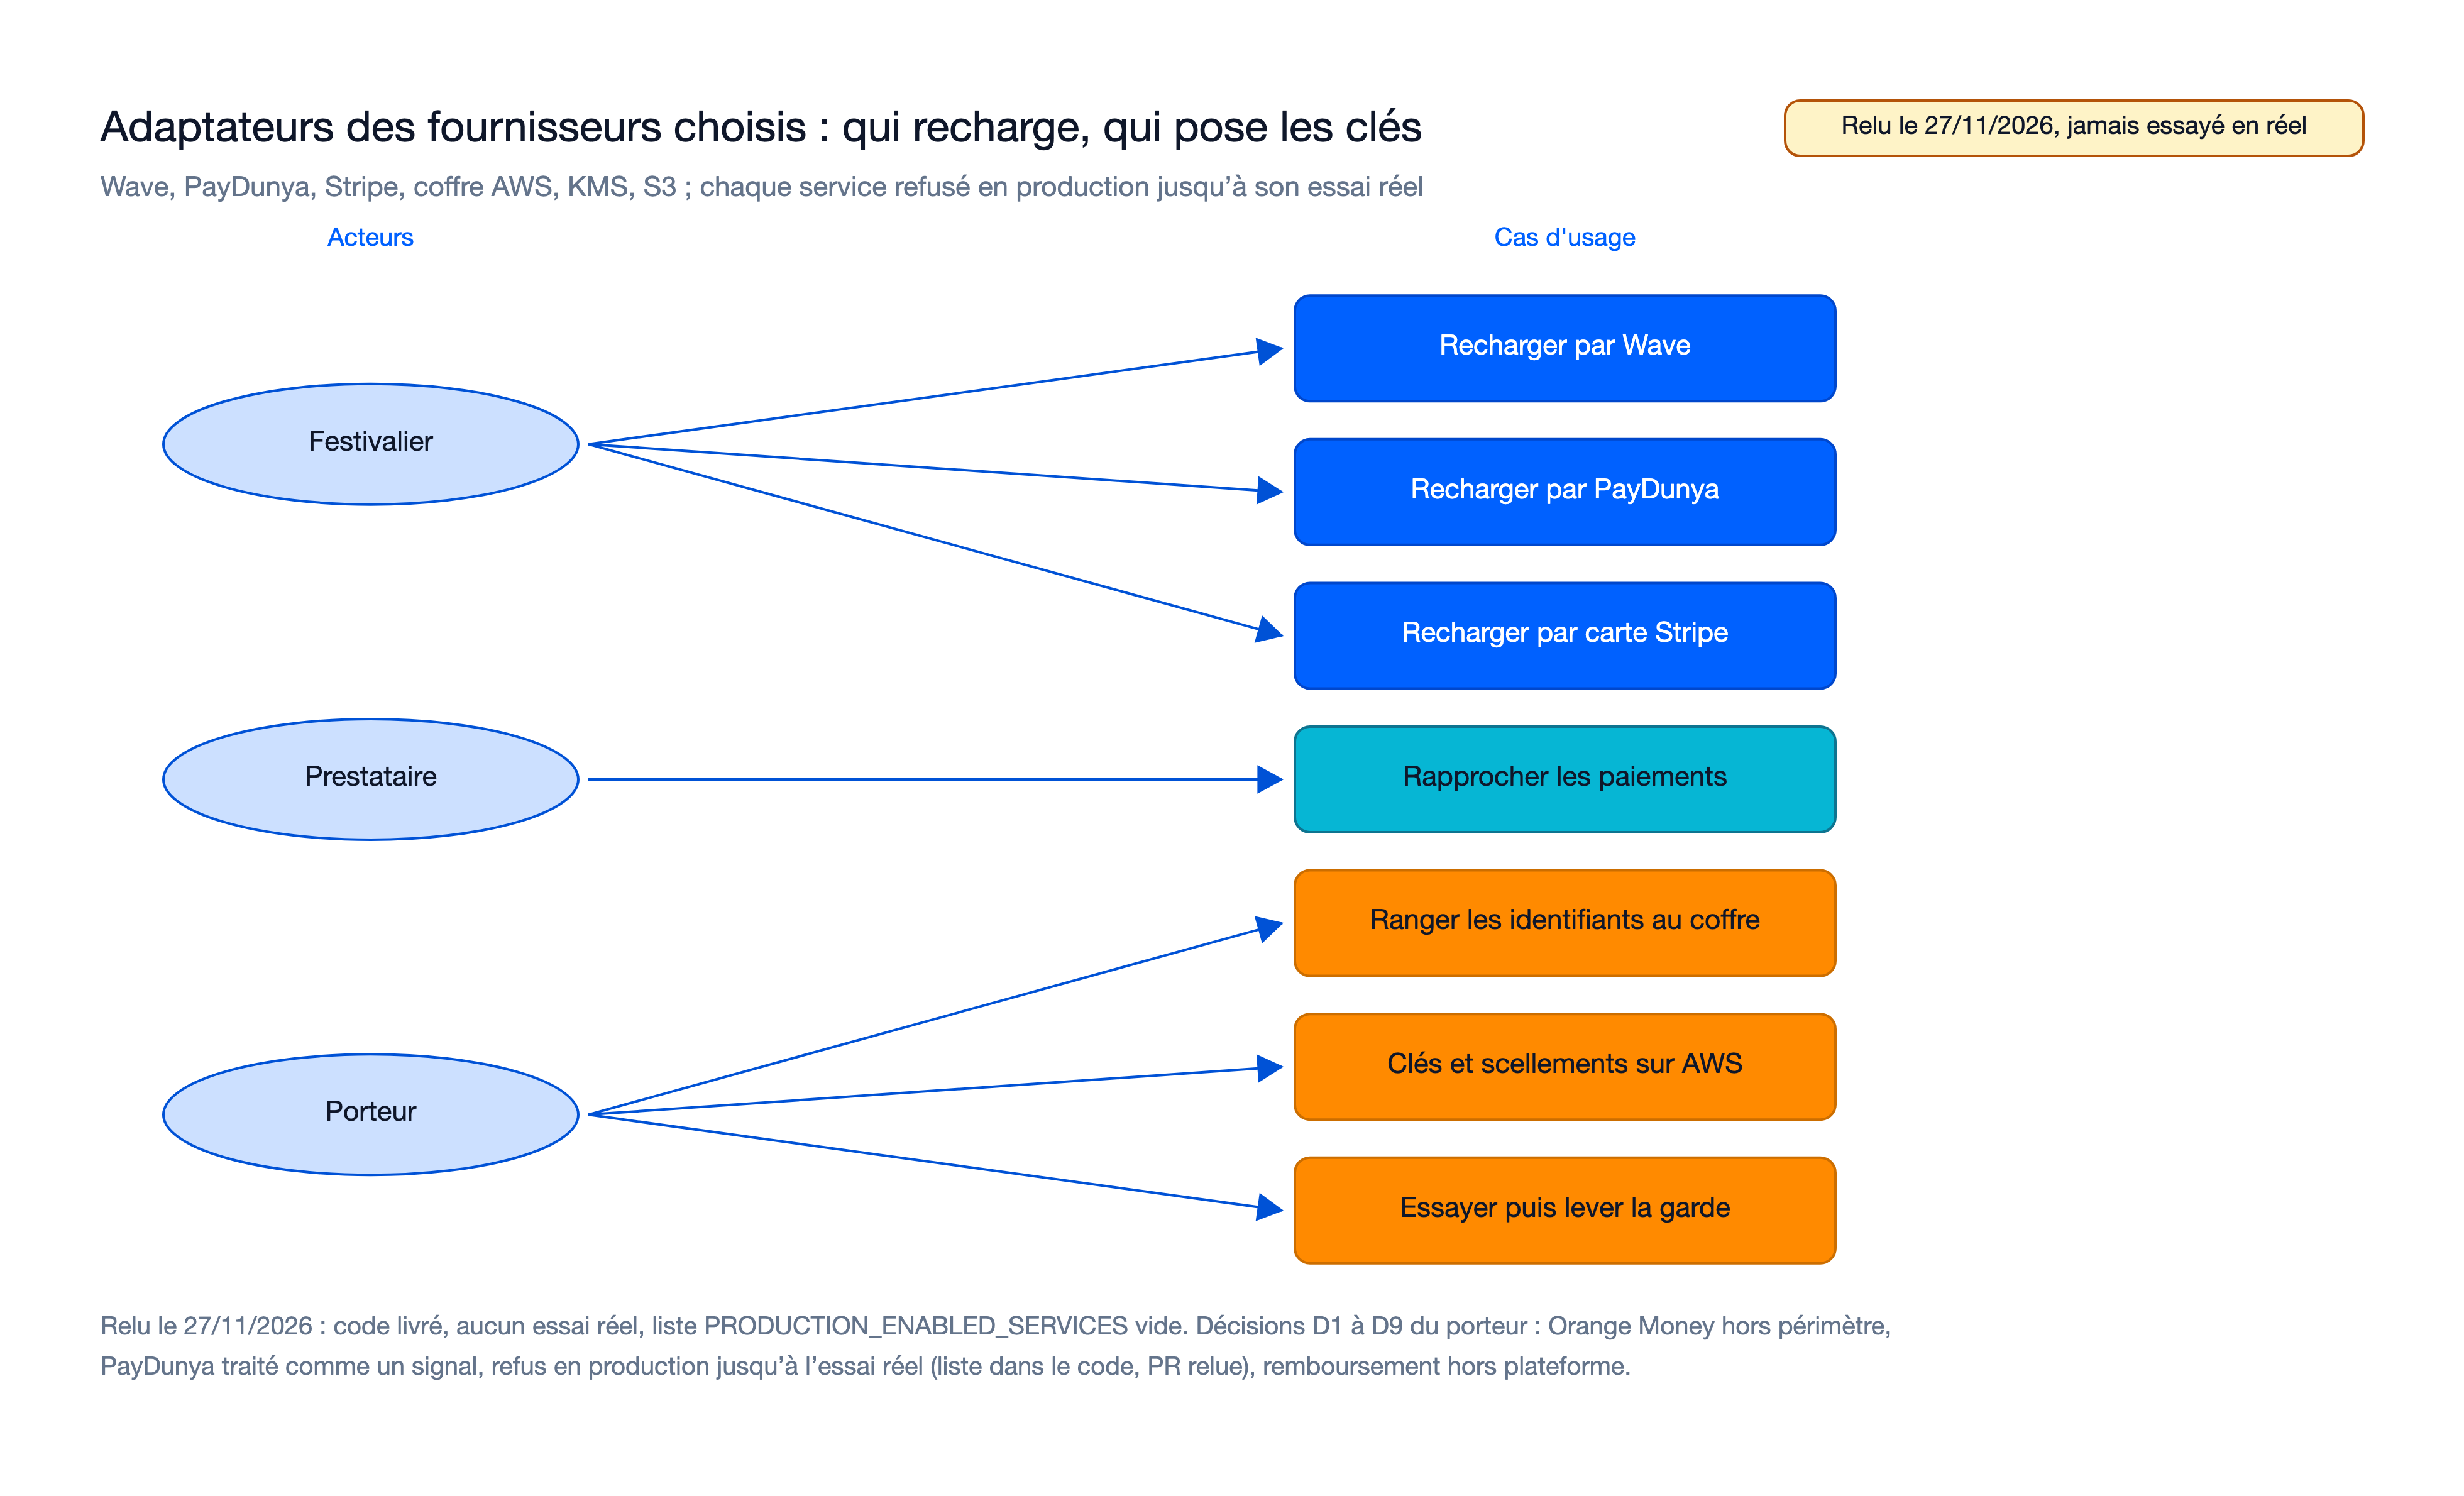 Adaptateurs des fournisseurs choisis : qui recharge, qui pose les clés
Relu le 27/11/2026, jamais essayé en réel
Wave, PayDunya, Stripe, coffre AWS, KMS, S3 ; chaque service refusé en production jusqu’à son essai réel
Acteurs
Cas d'usage
Recharger par Wave
Festivalier
Recharger par PayDunya
Recharger par carte Stripe
Prestataire
Rapprocher les paiements
Ranger les identifiants au coffre
Clés et scellements sur AWS
Porteur
Essayer puis lever la garde
Relu le 27/11/2026 : code livré, aucun essai réel, liste PRODUCTION_ENABLED_SERVICES vide. Décisions D1 à D9 du porteur : Orange Money hors périmètre,
PayDunya traité comme un signal, refus en production jusqu’à l’essai réel (liste dans le code, PR relue), remboursement hors plateforme.